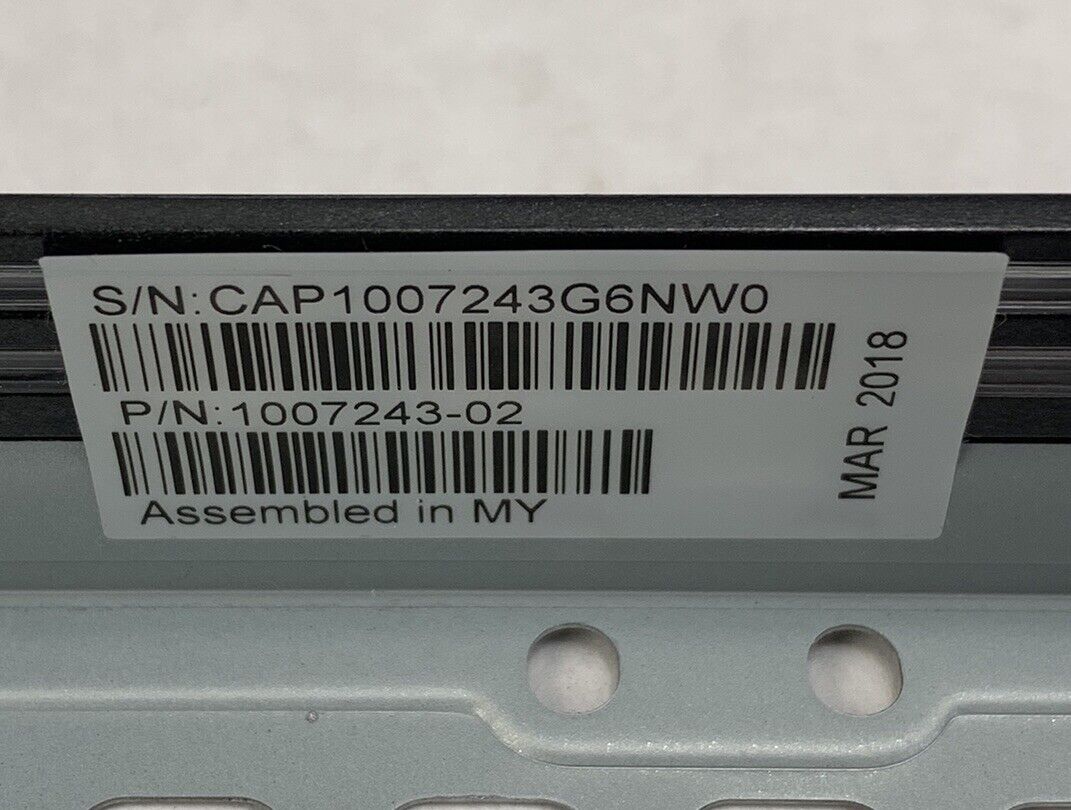 S/N:CAP1007243G6NW0
P/N:1007243-02
Assembled in MY
MAR 2018